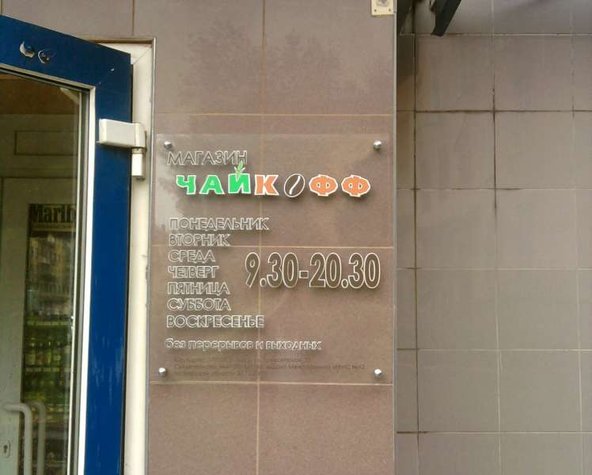 МАГАЗИН
ЧАЙКОФФ
ПОНЕДЕЛЬНИК
ВТОРНИК
СРЕДА
ЧЕТВЕРГ
ПЯТНИЦА
СУББОТА
ВОСКРЕСЕНЬЕ
9.30-20.30
без перерывов и выходных
Marlb